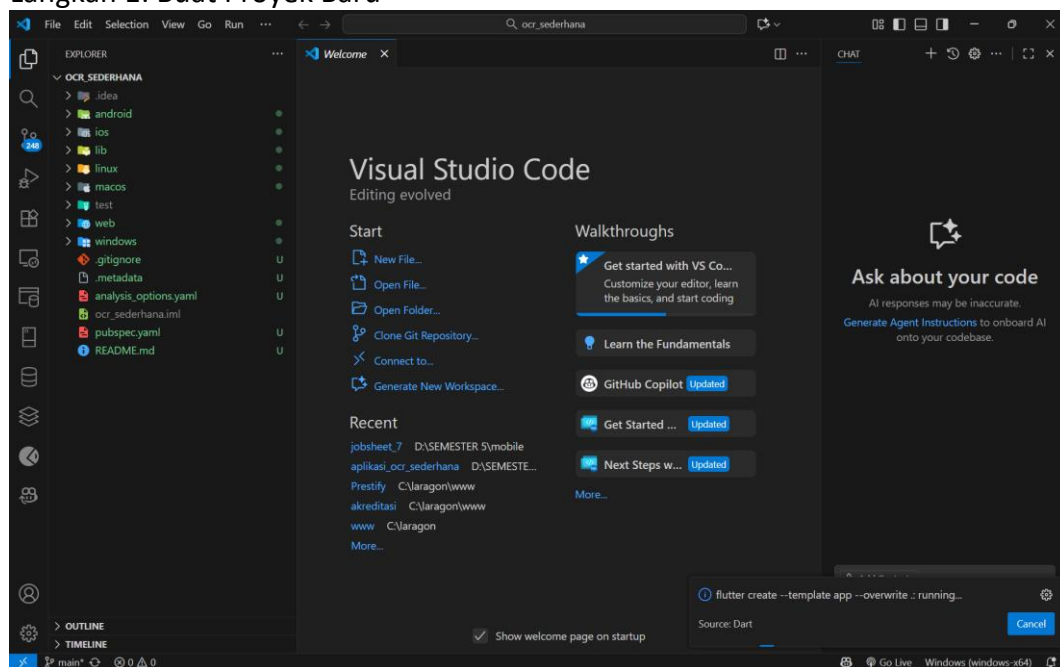 Langkah 1: Buat Proyek Baru
File Edit Selection View Go Run ...
ocr_sederhana
EXPLORER
OCR_SEDERHANA
.idea
android
ios
lib
linux
macos
test
web
windows
.gitignore U
.metadata U
analysis_options.yaml U
ocr_sederhana.iml
pubspec.yaml U
README.md U
OUTLINE
TIMELINE
248
Welcome
Visual Studio Code
Editing evolved
Start
New File...
Open File...
Open Folder...
Clone Git Repository...
Connect to...
Generate New Workspace...
Recent
jobsheet_7 D:\SEMESTER 5\mobile
aplikasi_ocr_sederhana D:\SEMESTE...
Prestify C:\laragon\www
akreditasi C:\laragon\www
www C:\laragon
More...
Walkthroughs
Get started with VS Co...
Customize your editor, learn
the basics, and start coding
Learn the Fundamentals
GitHub Copilot Updated
Get Started ... Updated
Next Steps w... Updated
More...
Show welcome page on startup
CHAT
Ask about your code
AI responses may be inaccurate.
Generate Agent Instructions to onboard AI
onto your codebase.
flutter create --template app --overwrite .: running...
Source: Dart
Cancel
main* 0 0 Go Live Windows (windows-x64)